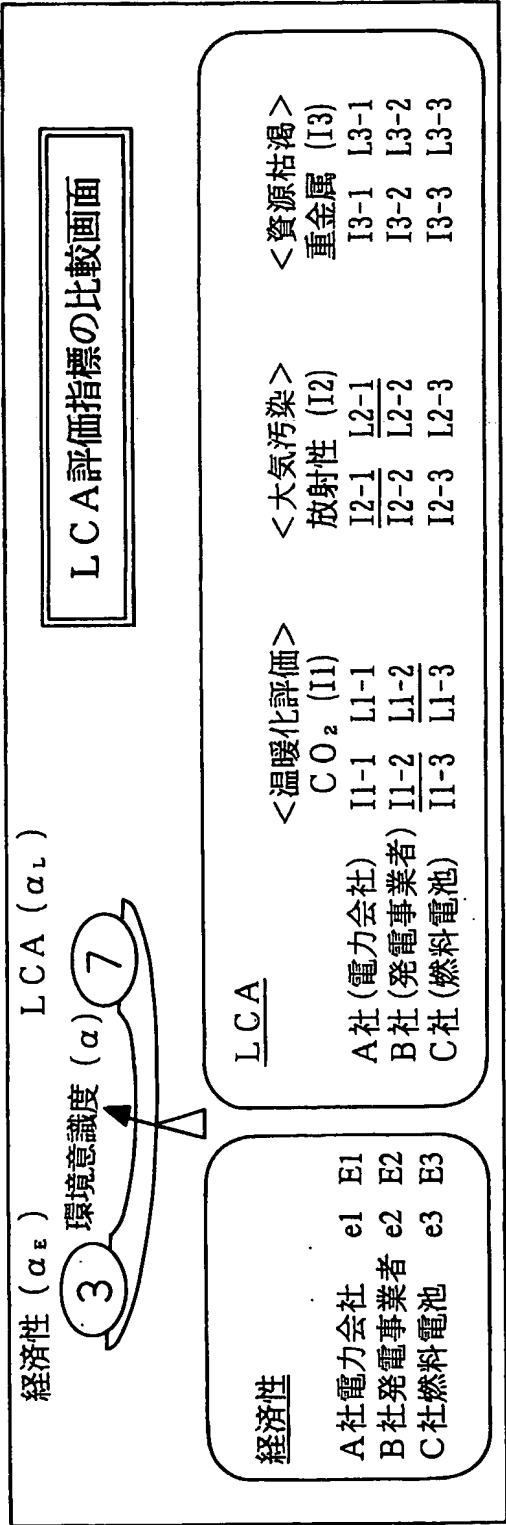 LCA評価指標の比較画面
経済性 (αE)
LCA (αL)
環境意識度 (α)
3
7
経済性
A社電力会社 e1 E1
B社発電事業者 e2 E2
C社燃料電池 e3 E3
LCA
<温暖化評価> <大気汚染> <資源枯渇>
CO₂ (I1) 放射性 (I2) 重金属 (I3)
A社(電力会社) I1-1 L1-1 I2-1 L2-1 I3-1 L3-1
B社(発電事業者) I1-2 L1-2 I2-2 L2-2 I3-2 L3-2
C社(燃料電池) I1-3 L1-3 I2-3 L2-3 I3-3 L3-3